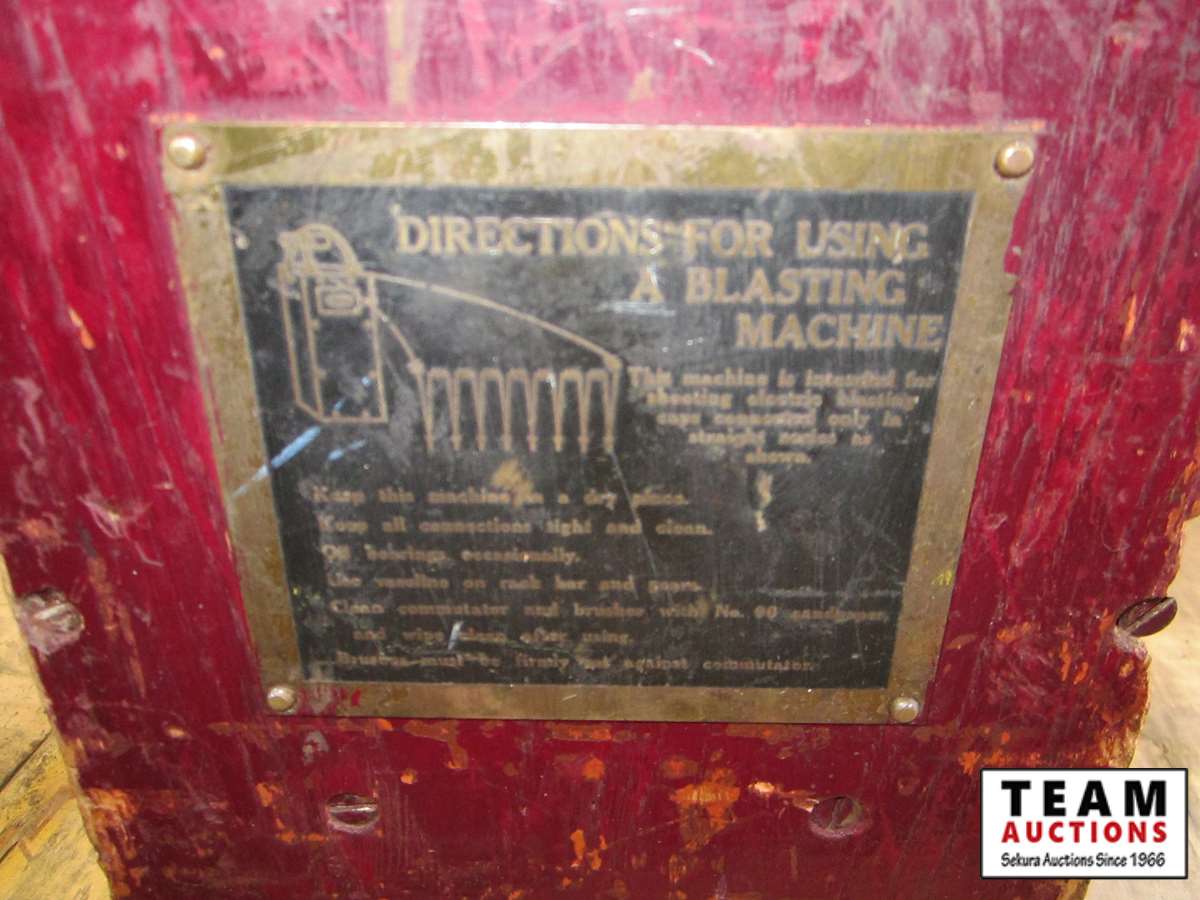 DIRECTIONS FOR USING
A BLASTING
MACHINE
This machine is intended for
shooting electric blasting
caps connected only in
straight series as
shown.
Keep this machine in a dry place.
Keep all connections tight and clean.
Oil bearings occasionally.
Use vaseline on rack bar and gears.
Clean commutator and brushes with No. 00 sandpaper
and wipe clean after using.
Brushes must be firmly set against commutator.
TEAM
AUCTIONS
Sekura Auctions Since 1966